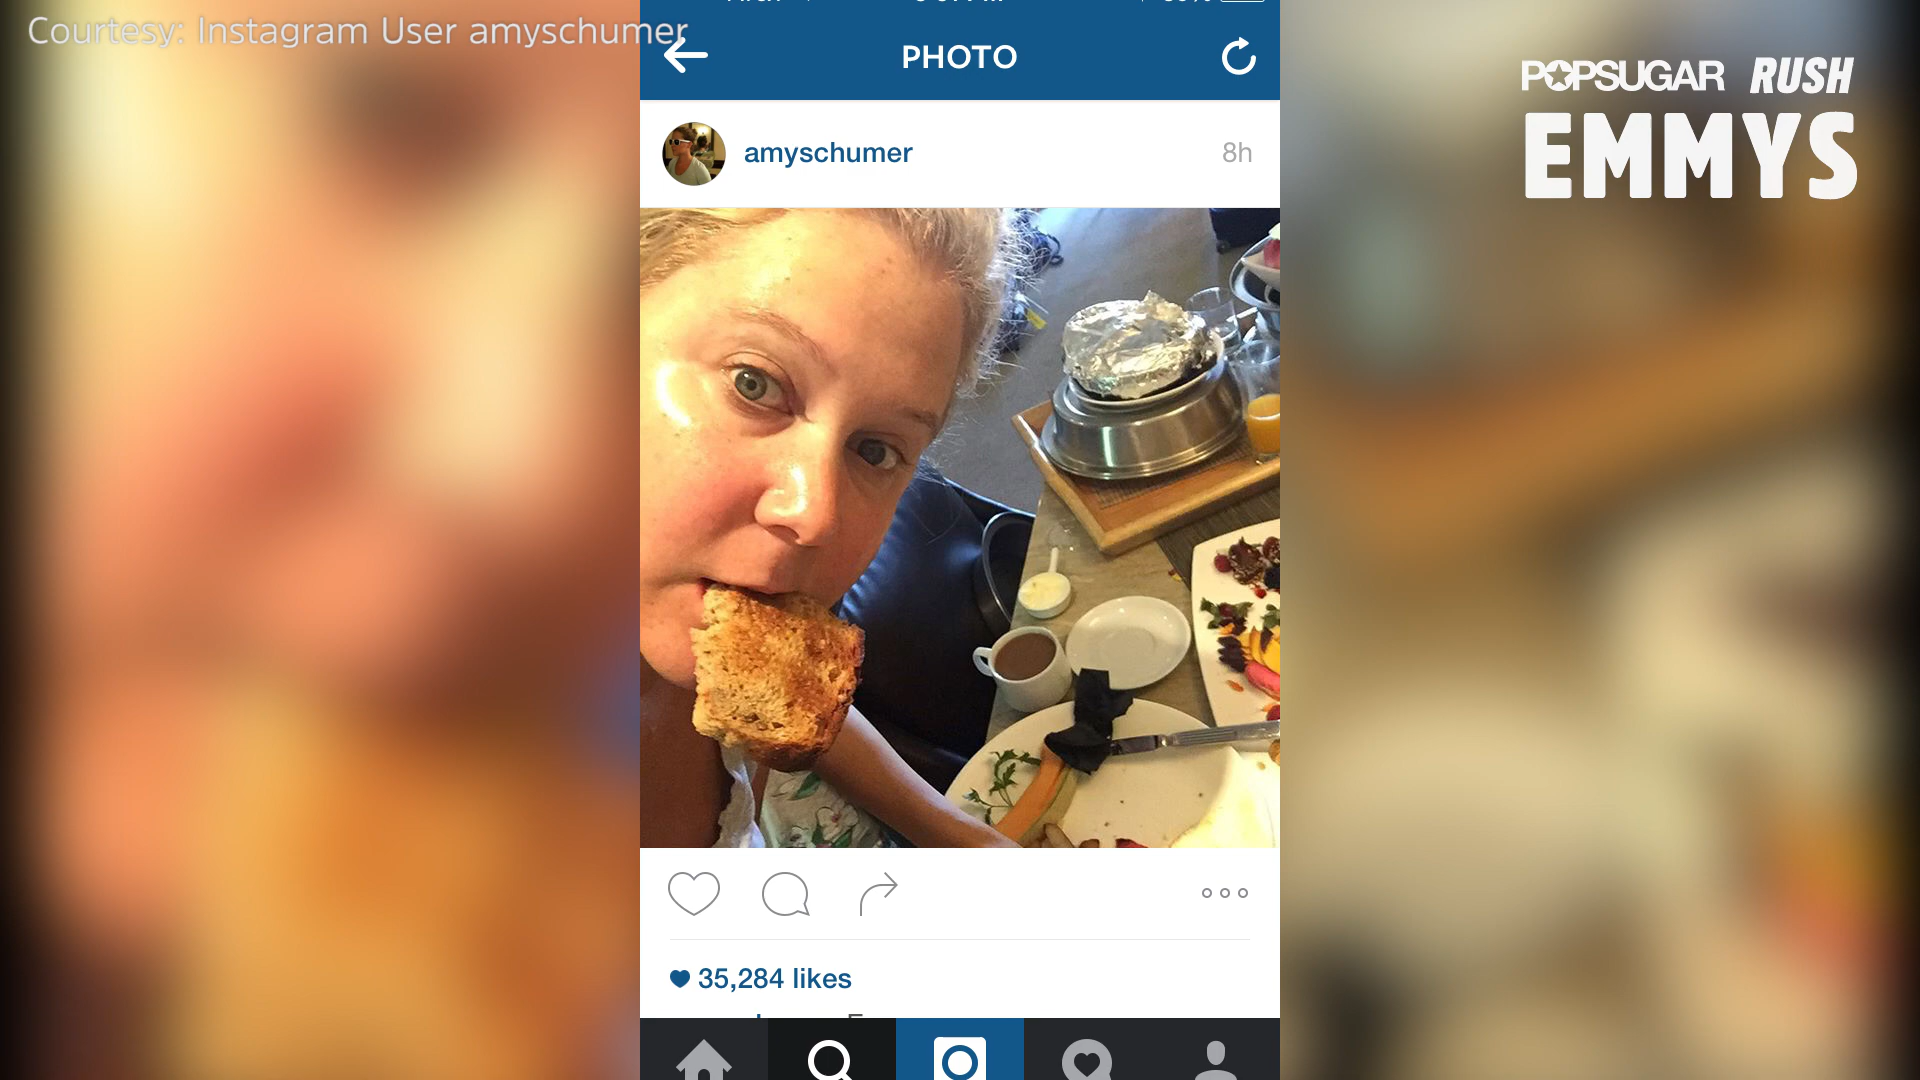 Courtesy: Instagram User amyschumer
PHOTO
POPSUGAR RUSH
EMMYS
amyschumer
8h
35,284 likes